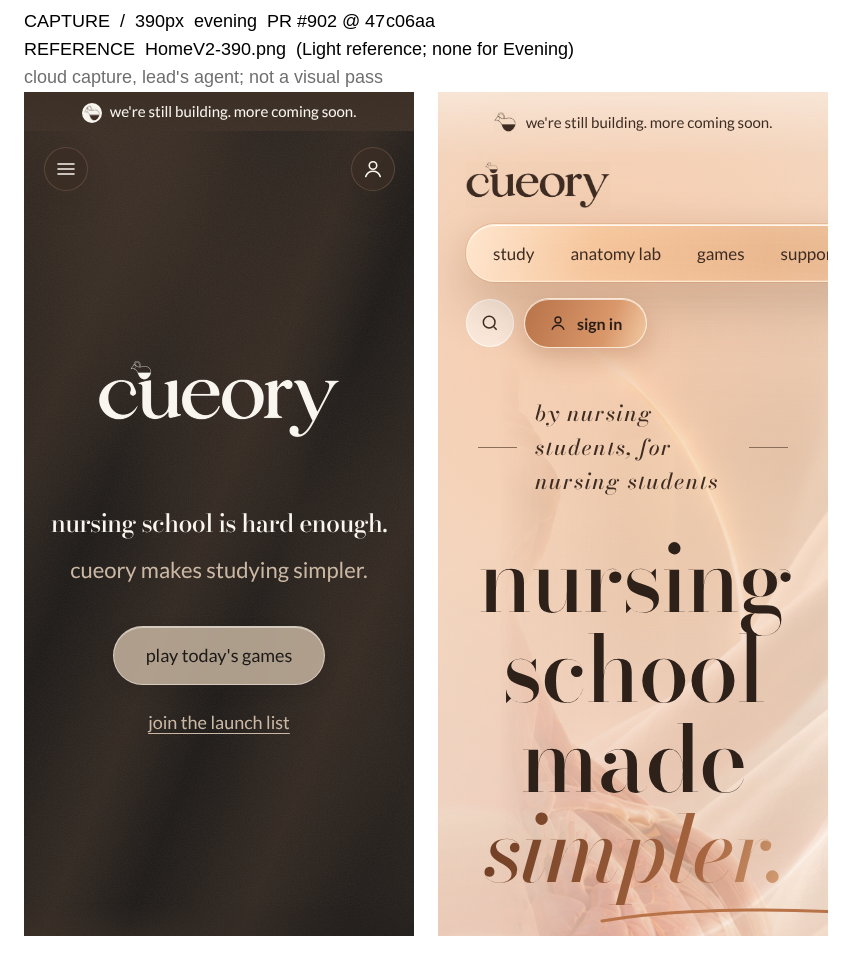 CAPTURE / 390px evening PR #902 @ 47c06aa
REFERENCE HomeV2-390.png (Light reference; none for Evening)
cloud capture, lead's agent; not a visual pass
we're still building. more coming soon.
cueory
nursing school is hard enough.
cueory makes studying simpler.
play today's games
join the launch list
we're still building. more coming soon.
cueory
study anatomy lab games
sign in
by nursing
students, for
nursing students
nursing
school
made
simpler.